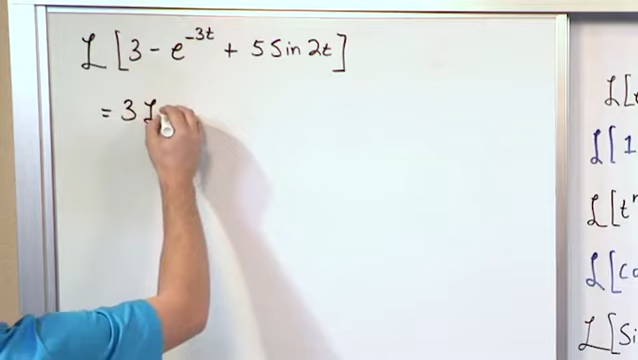 ℒ[3 - e^{-3t} + 5 Sin 2t]
= 3 ℒ
ℒ[t
ℒ[1
ℒ[t^n
ℒ[Co
ℒ[Si